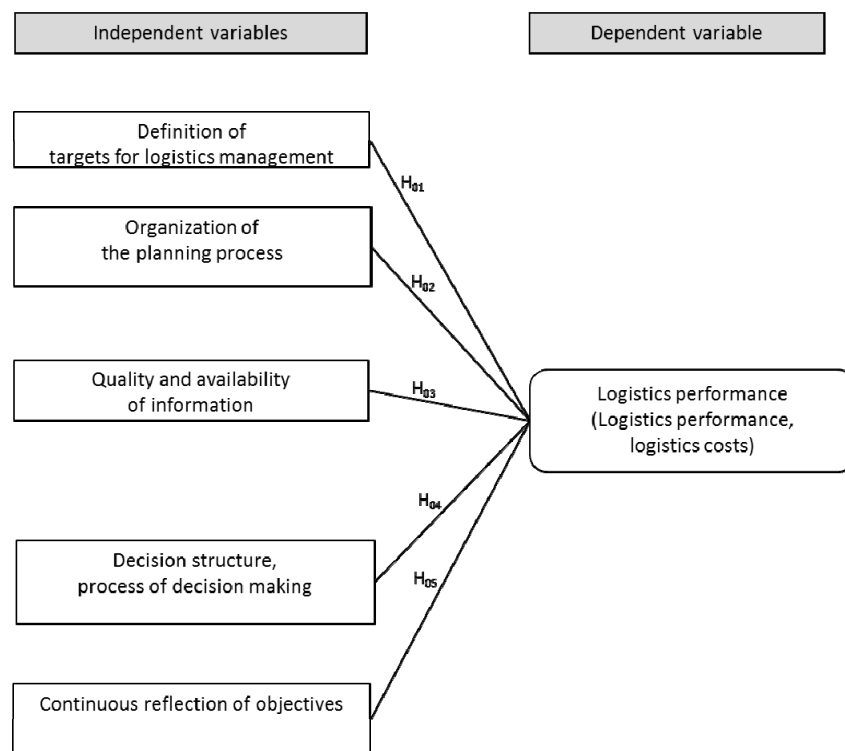 Independent variables
Dependent variable
Definition of
targets for logistics management
H₀₁
Organization of
the planning process
H₀₂
Quality and availability
of information
H₀₃
Logistics performance
(Logistics performance,
logistics costs)
H₀₄
Decision structure,
process of decision making
H₀₅
Continuous reflection of objectives